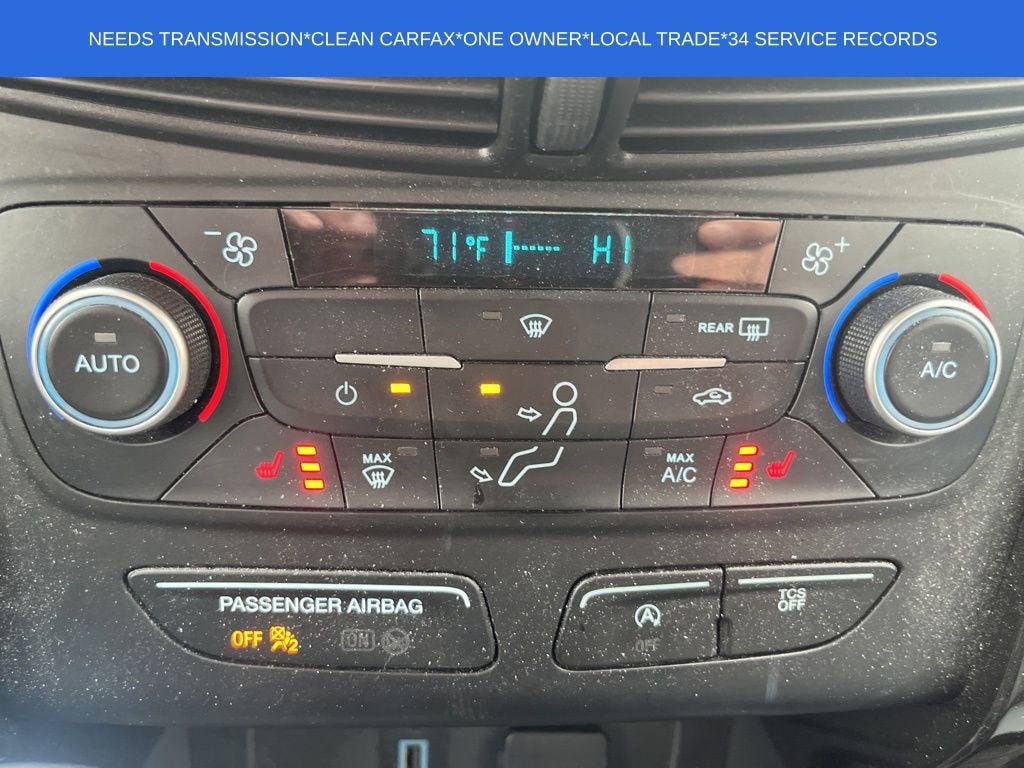 NEEDS TRANSMISSION*CLEAN CARFAX*ONE OWNER*LOCAL TRADE*34 SERVICE RECORDS
71°F HI
REAR
AUTO
A/C
MAX
MAX
A/C
PASSENGER AIRBAG
OFF 2
ON
A
OFF
TCS
OFF